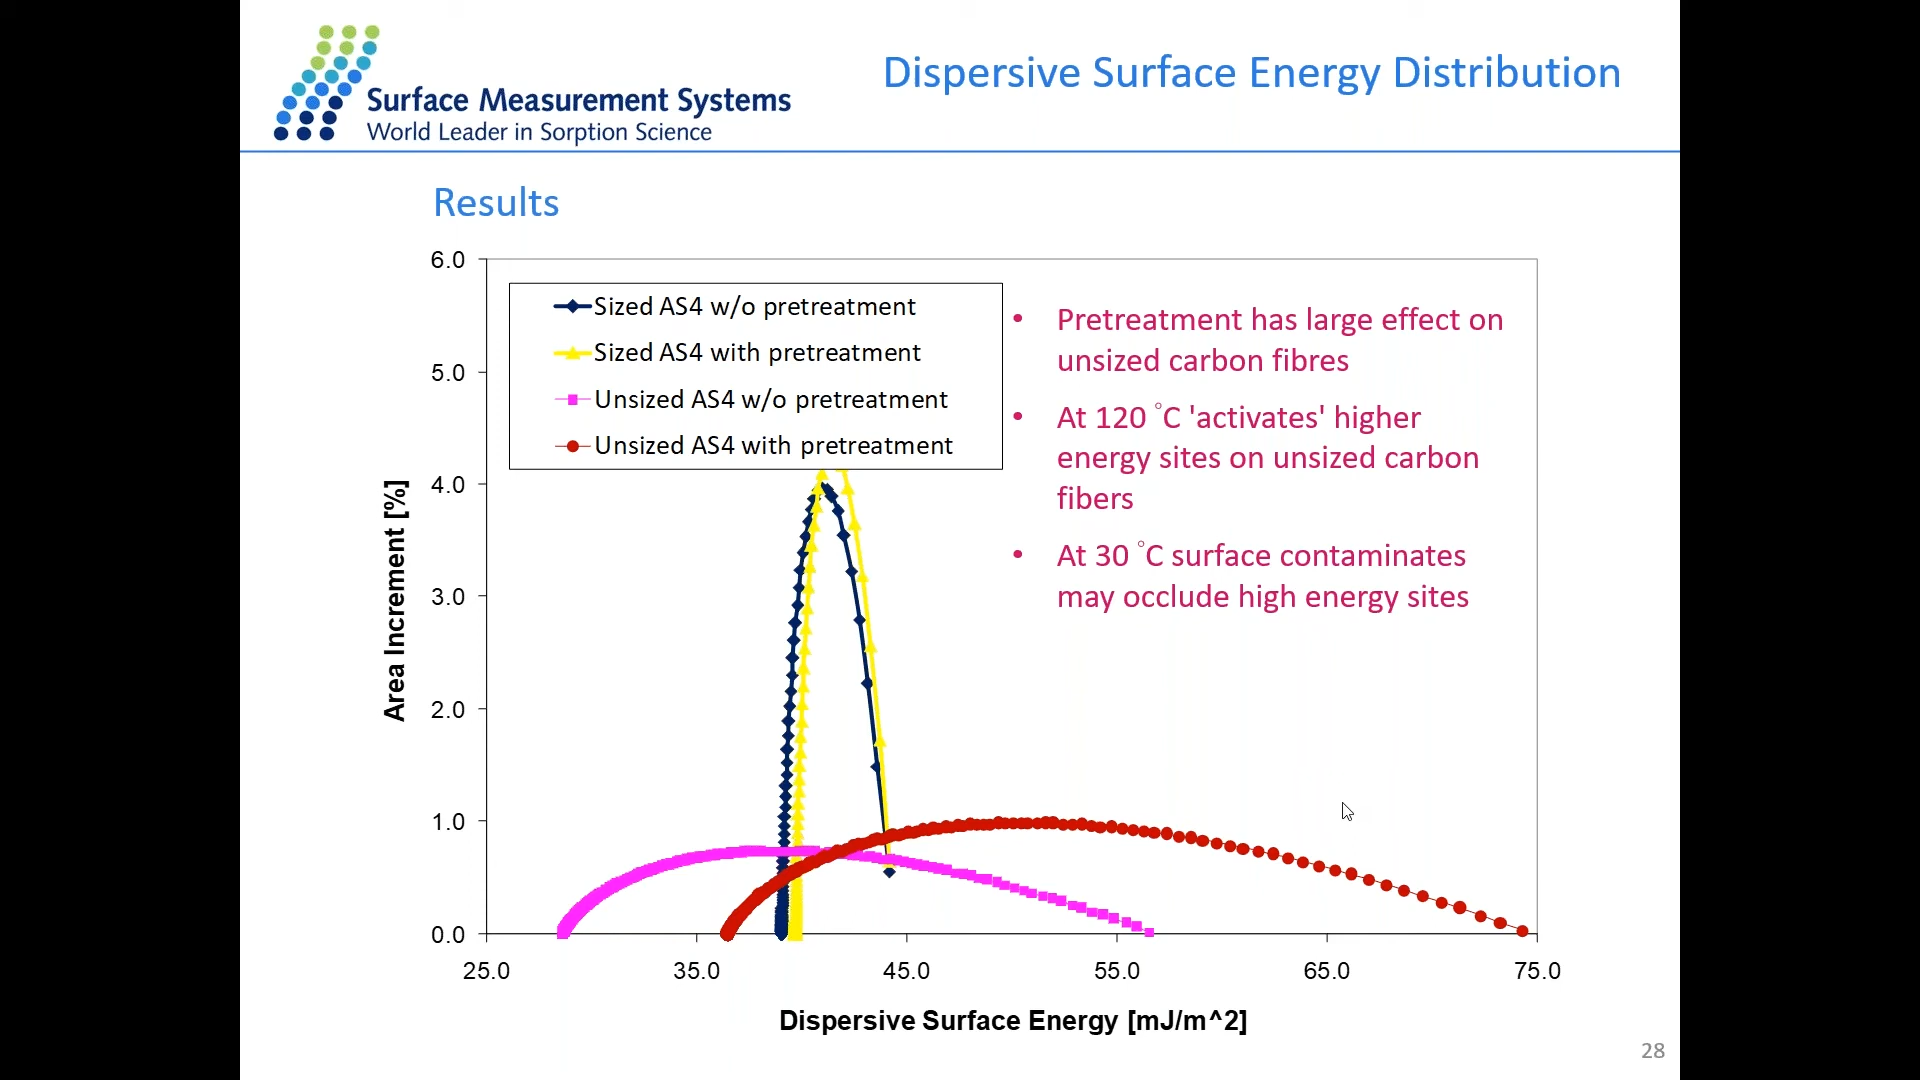 Surface Measurement Systems
World Leader in Sorption Science
Dispersive Surface Energy Distribution
Results
6.0
5.0
4.0
3.0
2.0
1.0
0.0
Area Increment [%]
Sized AS4 w/o pretreatment
Sized AS4 with pretreatment
Unsized AS4 w/o pretreatment
Unsized AS4 with pretreatment
• Pretreatment has large effect on
unsized carbon fibres
• At 120 °C 'activates' higher
energy sites on unsized carbon
fibers
• At 30 °C surface contaminates
may occlude high energy sites
25.0 35.0 45.0 55.0 65.0 75.0
Dispersive Surface Energy [mJ/m^2]
28